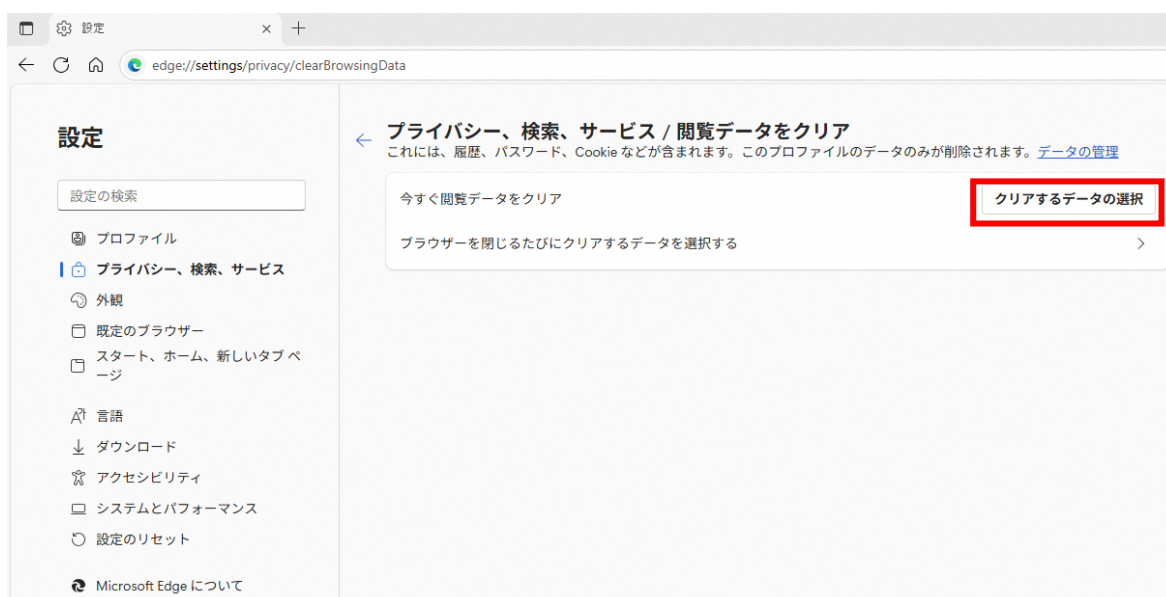 設定
edge://settings/privacy/clearBrowsingData
設定
設定の検索
プロファイル
プライバシー、検索、サービス
外観
既定のブラウザー
スタート、ホーム、新しいタブ ペ
ージ
言語
ダウンロード
アクセシビリティ
システムとパフォーマンス
設定のリセット
Microsoft Edge について
プライバシー、検索、サービス / 閲覧データをクリア
これには、履歴、パスワード、Cookie などが含まれます。このプロファイルのデータのみが削除されます。データの管理
今すぐ閲覧データをクリア
クリアするデータの選択
ブラウザーを閉じるたびにクリアするデータを選択する